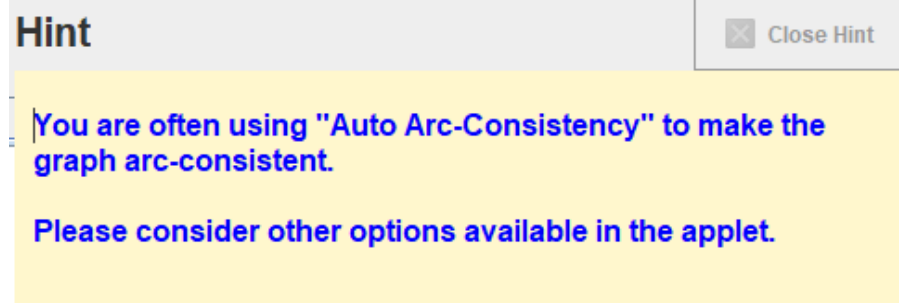 Hint
Close Hint
You are often using "Auto Arc-Consistency" to make the
graph arc-consistent.
Please consider other options available in the applet.